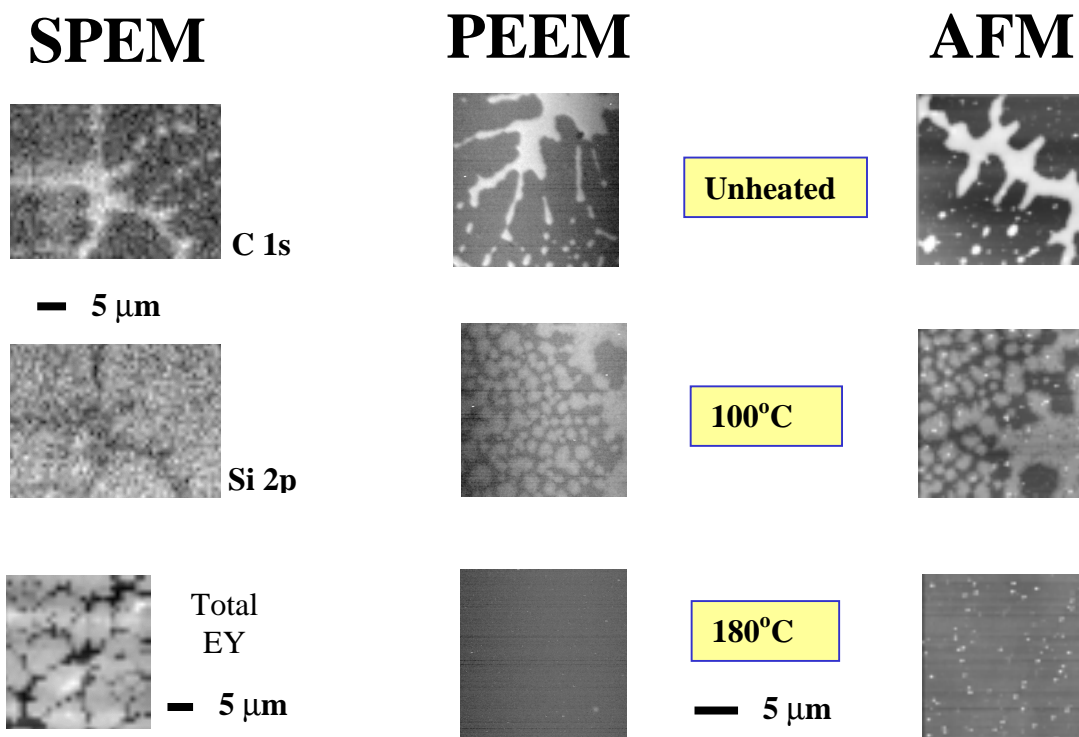 SPEM
PEEM
AFM
Unheated
C 1s
5 μm
100°C
Si 2p
Total
EY
180°C
5 μm
5 μm